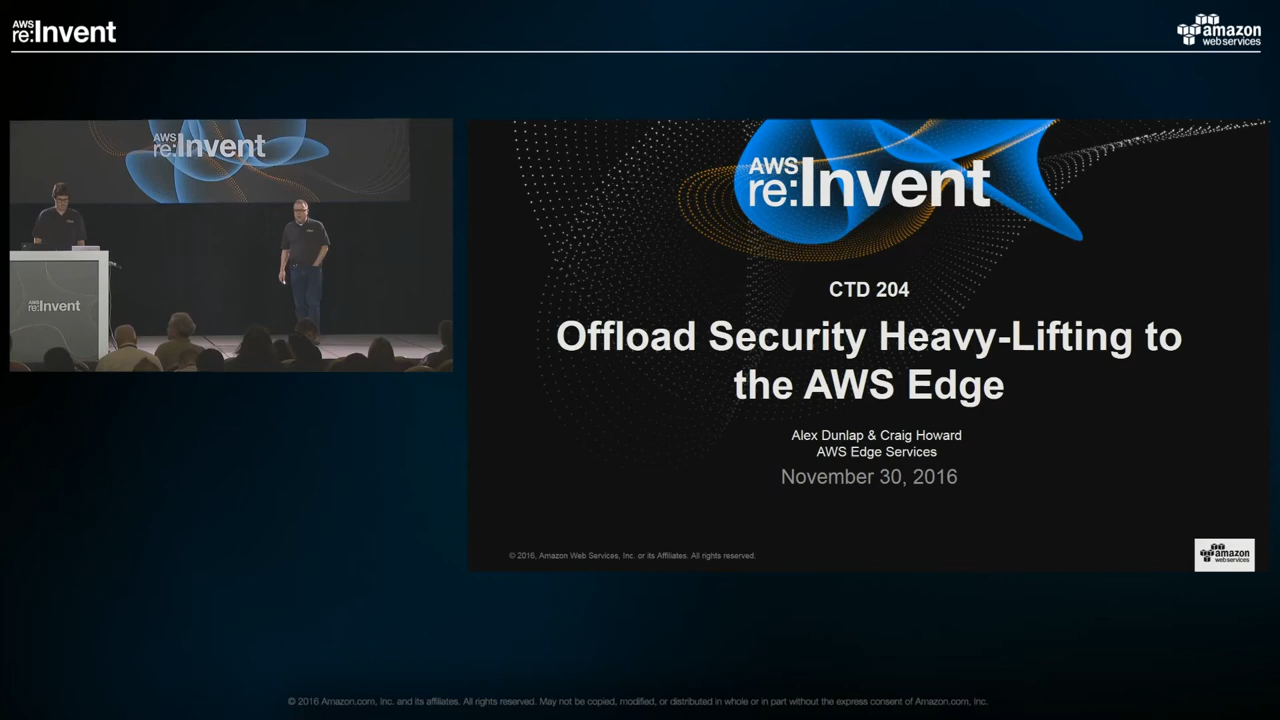 AWS
re:Invent
amazon
web services
AWS
re:Invent
AWS
re:Invent
AWS
re:Invent
CTD 204
Offload Security Heavy-Lifting to
the AWS Edge
Alex Dunlap & Craig Howard
AWS Edge Services
November 30, 2016
© 2016, Amazon Web Services, Inc. or its Affiliates. All rights reserved.
amazon
web services
© 2016 Amazon.com, Inc. and its affiliates. All rights reserved. May not be copied, modified, or distributed in whole or in part without the express consent of Amazon.com, Inc.